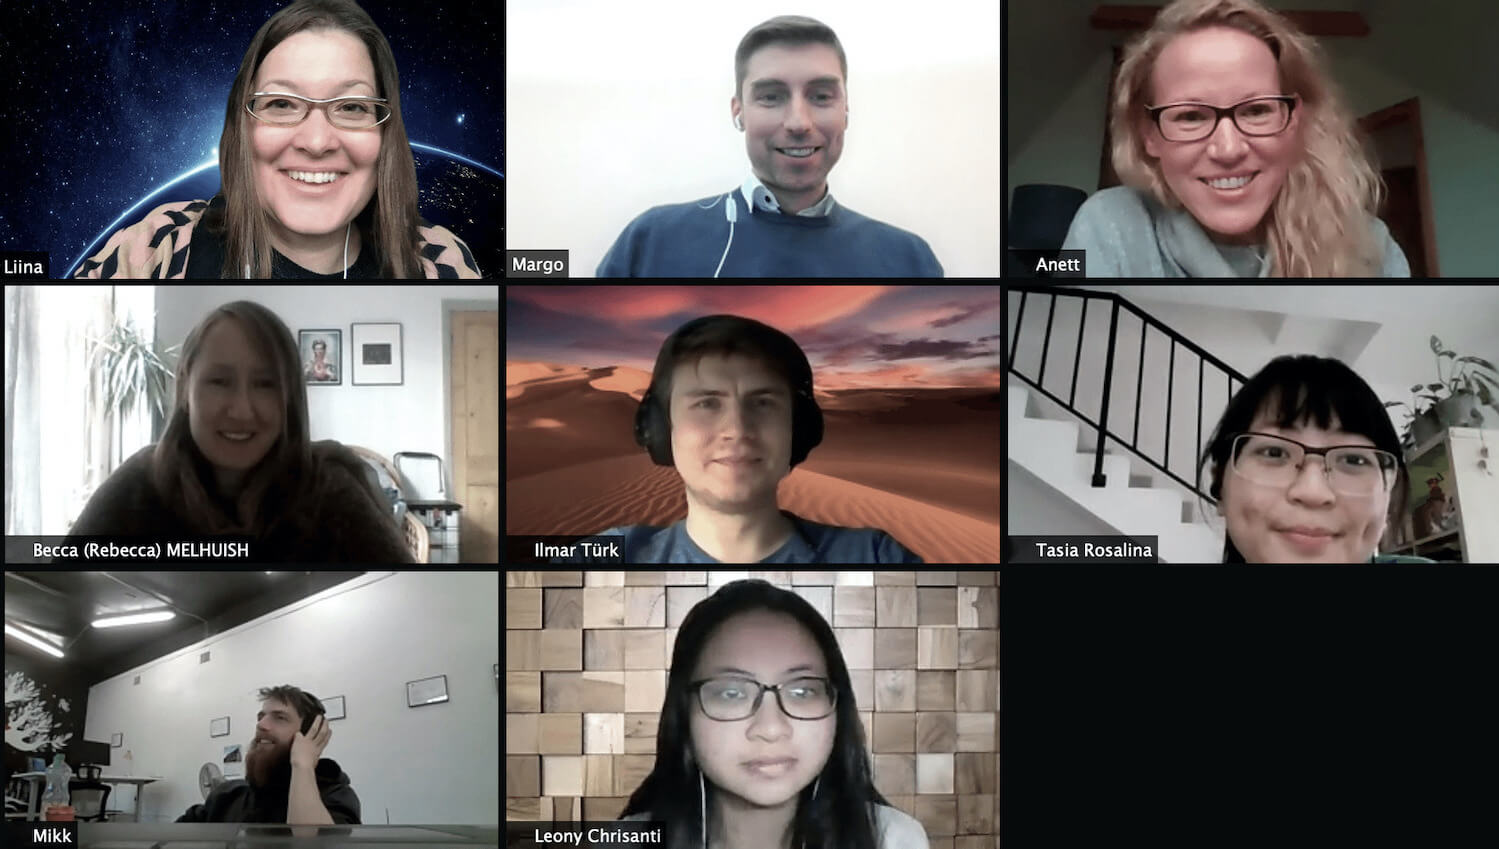 Liina
Margo
Anett
Becca (Rebecca) MELHUISH
Ilmar Türk
Tasia Rosalina
Mikk
Leony Chrisanti